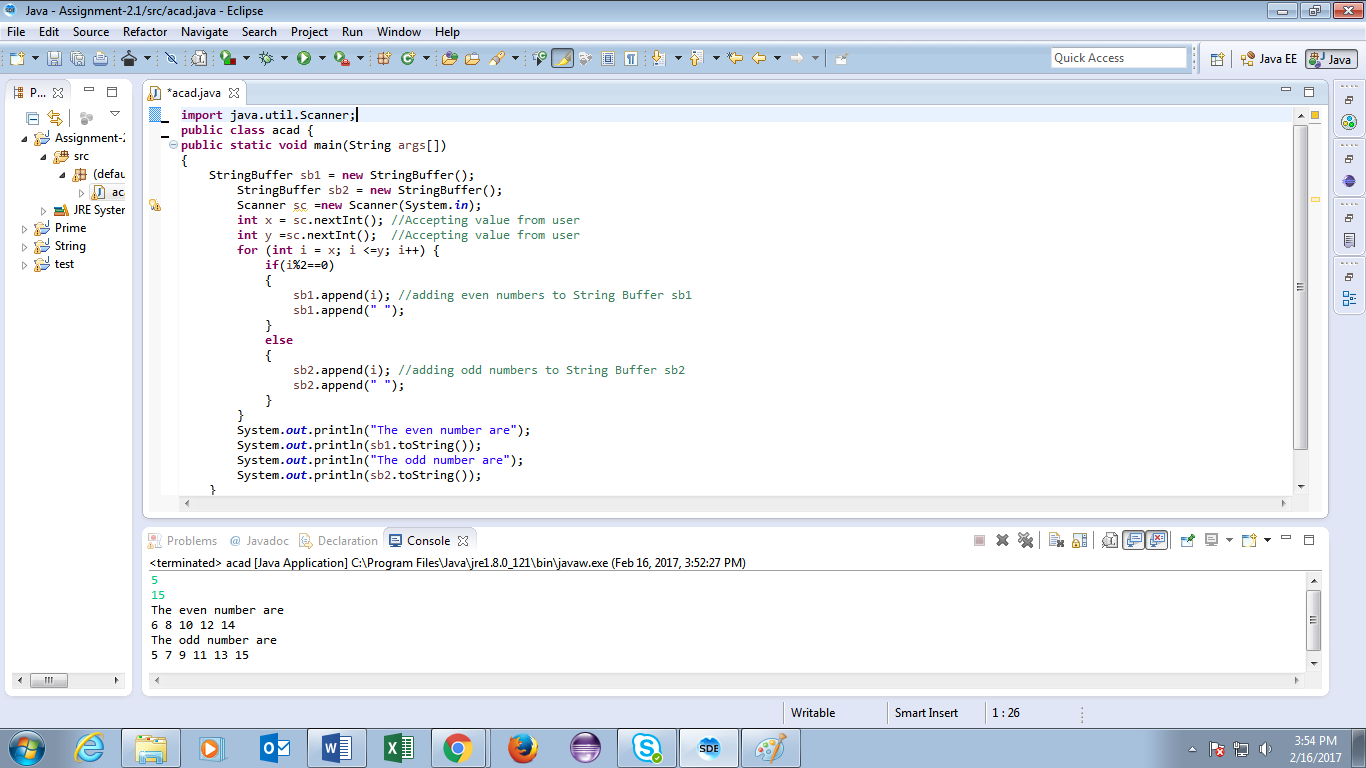 Java - Assignment-2.1/src/acad.java - Eclipse
File Edit Source Refactor Navigate Search Project Run Window Help
Quick Access
Java EE
Java
P...
Assignment-2
src
(defau
aca
JRE System
Prime
String
test
*acad.java
import java.util.Scanner;
public class acad {
public static void main(String args[])
{
StringBuffer sb1 = new StringBuffer();
StringBuffer sb2 = new StringBuffer();
Scanner sc =new Scanner(System.in);
int x = sc.nextInt(); //Accepting value from user
int y =sc.nextInt();  //Accepting value from user
for (int i = x; i <=y; i++) {
if(i%2==0)
{
sb1.append(i); //adding even numbers to String Buffer sb1
sb1.append(" ");
}
else
{
sb2.append(i); //adding odd numbers to String Buffer sb2
sb2.append(" ");
}
}
System.out.println("The even number are");
System.out.println(sb1.toString());
System.out.println("The odd number are");
System.out.println(sb2.toString());
}
Problems @ Javadoc Declaration Console
<terminated> acad [Java Application] C:\Program Files\Java\jre1.8.0_121\bin\javaw.exe (Feb 16, 2017, 3:52:27 PM)
5
15
The even number are
6 8 10 12 14
The odd number are
5 7 9 11 13 15
Writable Smart Insert 1 : 26
SDE
3:54 PM
2/16/2017